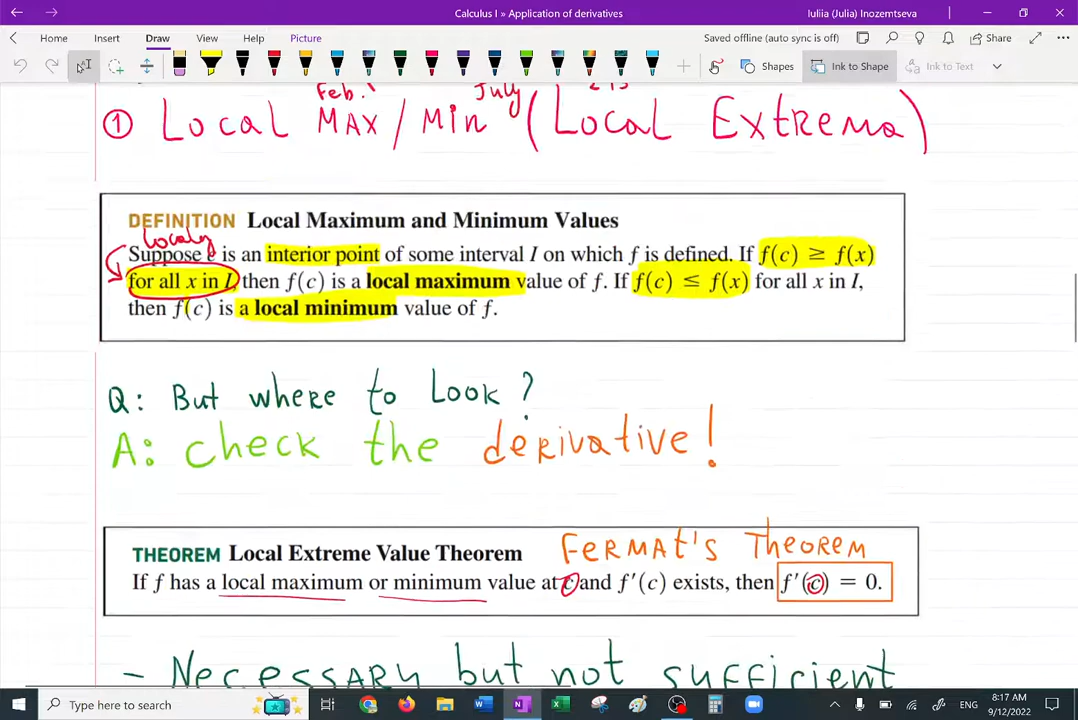 Calculus I » Application of derivatives
Iuliia (Julia) Inozemtseva
Home Insert Draw View Help Picture
Saved offline (auto sync is off)
Share
Shapes
Ink to Shape
Ink to Text
Feb. July
① Local MAX/Min (Local Extrema)
DEFINITION Local Maximum and Minimum Values
localy
Suppose c is an interior point of some interval I on which f is defined. If f(c) ≥ f(x)
for all x in I, then f(c) is a local maximum value of f. If f(c) ≤ f(x) for all x in I,
then f(c) is a local minimum value of f.
Q: But where to Look?
A: check the derivative!
THEOREM Local Extreme Value Theorem
FERMAT'S THEOREM
If f has a local maximum or minimum value at c and f′(c) exists, then f′(c) = 0.
- Necessary but not sufficient
Type here to search
ENG
8:17 AM
9/12/2022